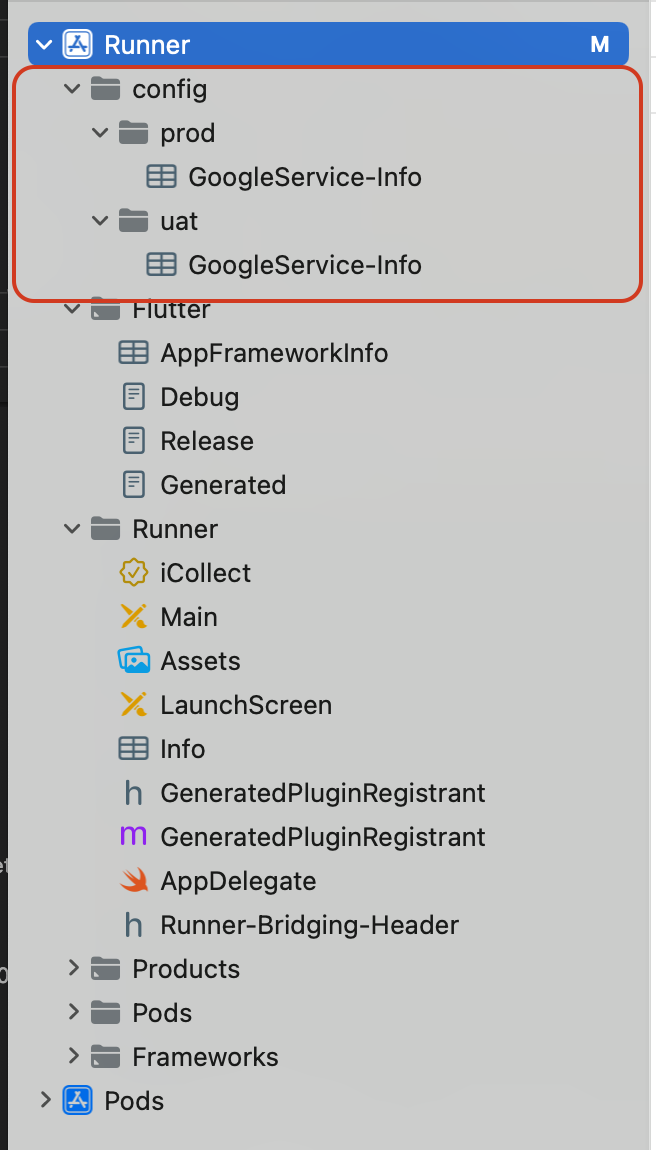 Runner M
config
prod
GoogleService-Info
uat
GoogleService-Info
Flutter
AppFrameworkInfo
Debug
Release
Generated
Runner
iCollect
Main
Assets
LaunchScreen
Info
h GeneratedPluginRegistrant
m GeneratedPluginRegistrant
AppDelegate
h Runner-Bridging-Header
Products
Pods
Frameworks
Pods